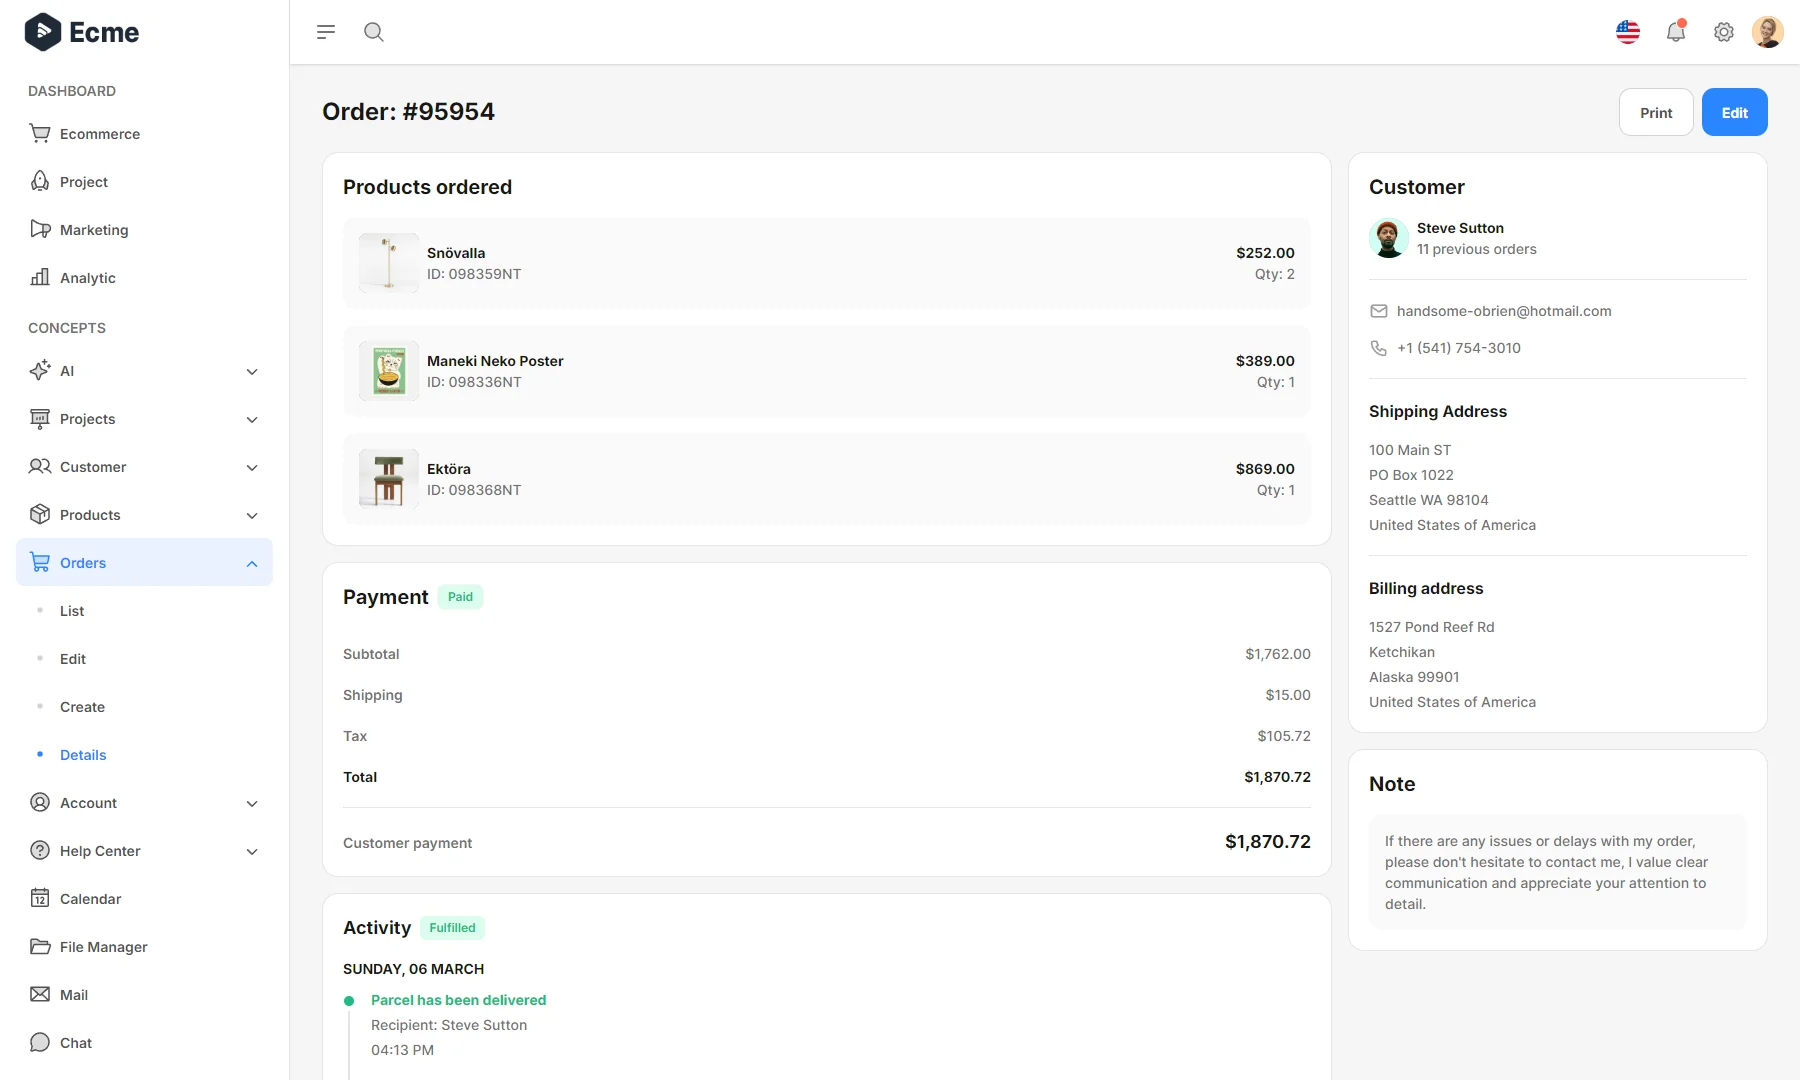 Ecme
DASHBOARD
Ecommerce
Project
Marketing
Analytic
CONCEPTS
AI
Projects
Customer
Products
Orders
List
Edit
Create
Details
Account
Help Center
12
Calendar
File Manager
Mail
Chat
Order: #95954
Print
Edit
Products ordered
Snövalla
ID: 098359NT
$252.00
Qty: 2
Maneki Neko Poster
ID: 098336NT
$389.00
Qty: 1
Ektöra
ID: 098368NT
$869.00
Qty: 1
Payment
Paid
Subtotal
$1,762.00
Shipping
$15.00
Tax
$105.72
Total
$1,870.72
Customer payment
$1,870.72
Activity
Fulfilled
SUNDAY, 06 MARCH
Parcel has been delivered
Recipient: Steve Sutton
04:13 PM
Customer
Steve Sutton
11 previous orders
handsome-obrien@hotmail.com
+1 (541) 754-3010
Shipping Address
100 Main ST
PO Box 1022
Seattle WA 98104
United States of America
Billing address
1527 Pond Reef Rd
Ketchikan
Alaska 99901
United States of America
Note
If there are any issues or delays with my order,
please don't hesitate to contact me, I value clear
communication and appreciate your attention to
detail.